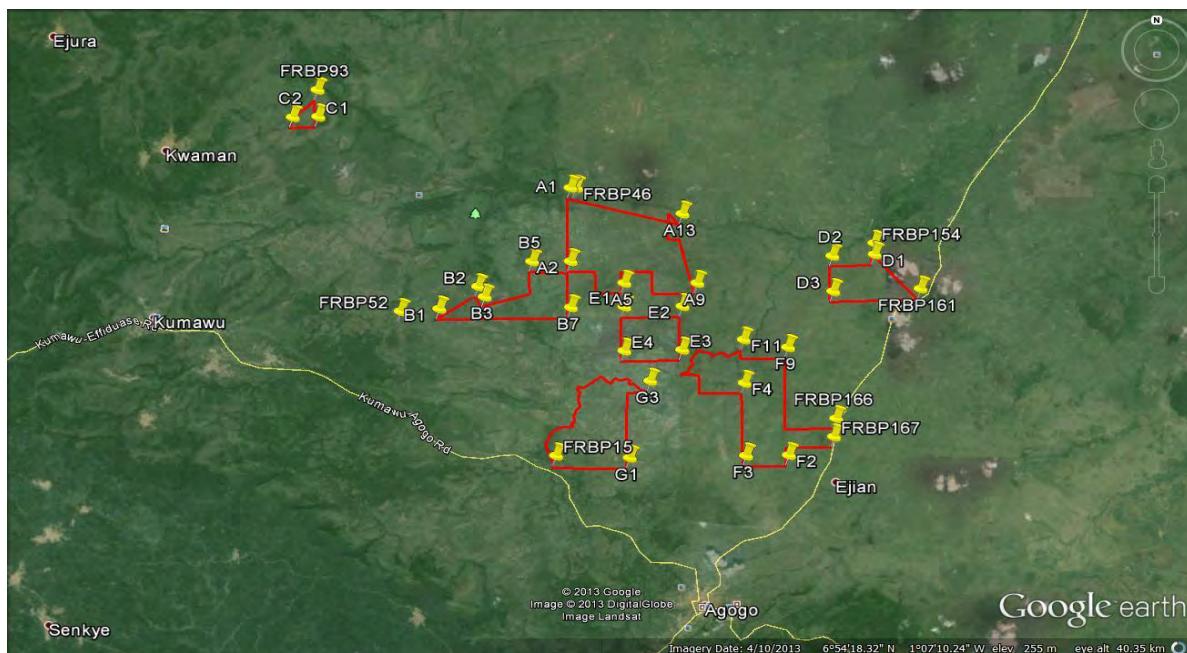 N
Ejura
FRBP93
C2
C1
Kwaman
A1
FRBP46
A13
D2
FRBP154
D1
B5
A2
B2
D3
E1
A5
A9
FRBP161
FRBP52
B1
B3
B7
E2
Kumawu
Kumawu-Effiduase Rd
E4
E3
F11
F9
F4
G3
Kumawu-Agogo Rd
FRBP166
FRBP167
FRBP15
G1
F3
F2
Ejian
© 2013 Google
Image © 2013 DigitalGlobe
Image Landsat
Agogo
Google earth
Senkye
Imagery Date: 4/10/2013 6°54'18.32" N 1°07'10.24" W elev 255 m eye alt 40.35 km